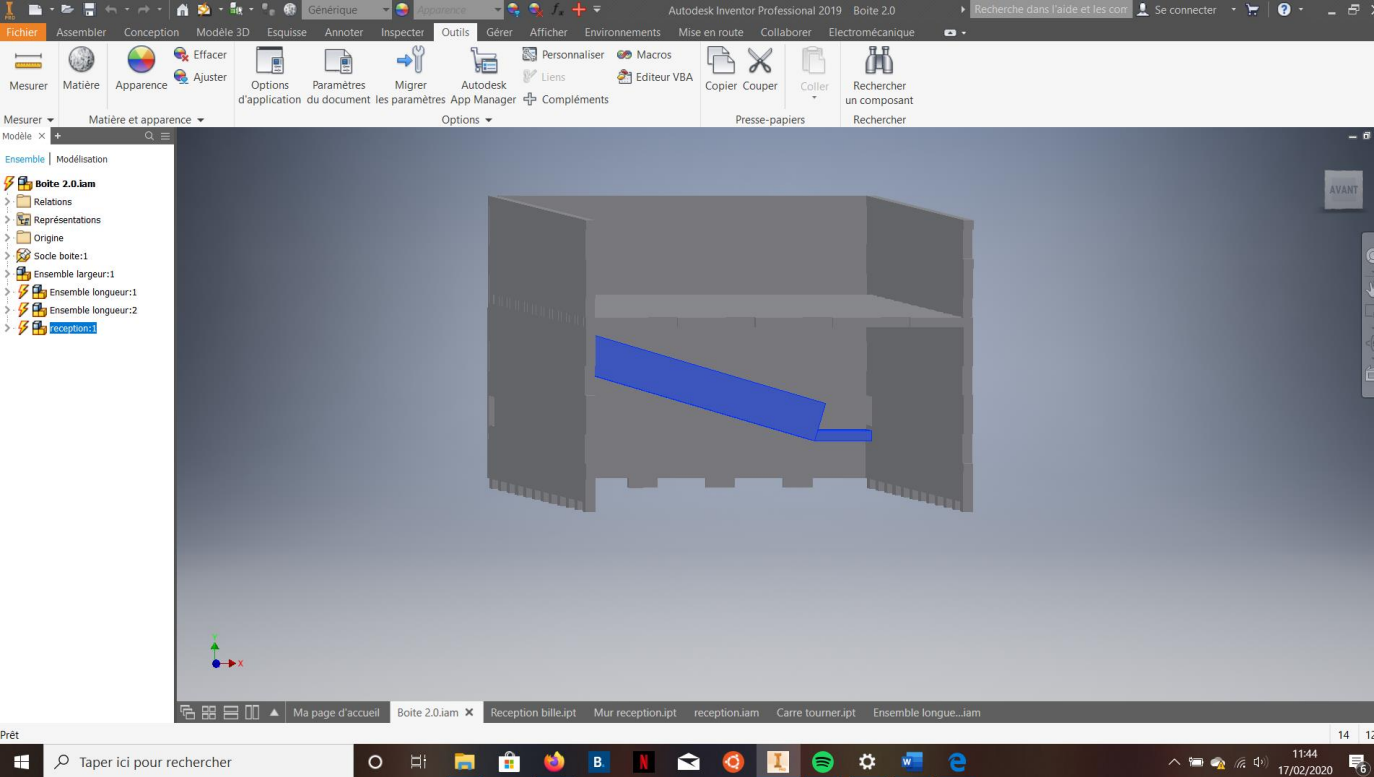 Générique
Apparence
Autodesk Inventor Professional 2019 Boite 2.0
Recherche dans l'aide et les com
Se connecter
PRO
Fichier Assembler Conception Modèle 3D Esquisse Annoter Inspecter Outils Gérer Afficher Environnements Mise en route Collaborer Electromécanique
Mesurer
Matière
Apparence
Effacer
Ajuster
Options d'application
Paramètres du document
Migrer les paramètres
Autodesk App Manager
Personnaliser
Liens
Compléments
Macros
Editeur VBA
Copier
Couper
Coller
Rechercher un composant
Mesurer
Matière et apparence
Options
Presse-papiers
Rechercher
Modèle
Ensemble Modélisation
Boite 2.0.iam
Relations
Représentations
Origine
Socle boite:1
Ensemble largeur:1
Ensemble longueur:1
Ensemble longueur:2
reception:1
AVANT
Y
X
Ma page d'accueil Boite 2.0.iam Reception bille.ipt Mur reception.ipt reception.iam Carre tourner.ipt Ensemble longue...iam
Prêt
14 12
Taper ici pour rechercher
B.
N
11:44
17/02/2020
6